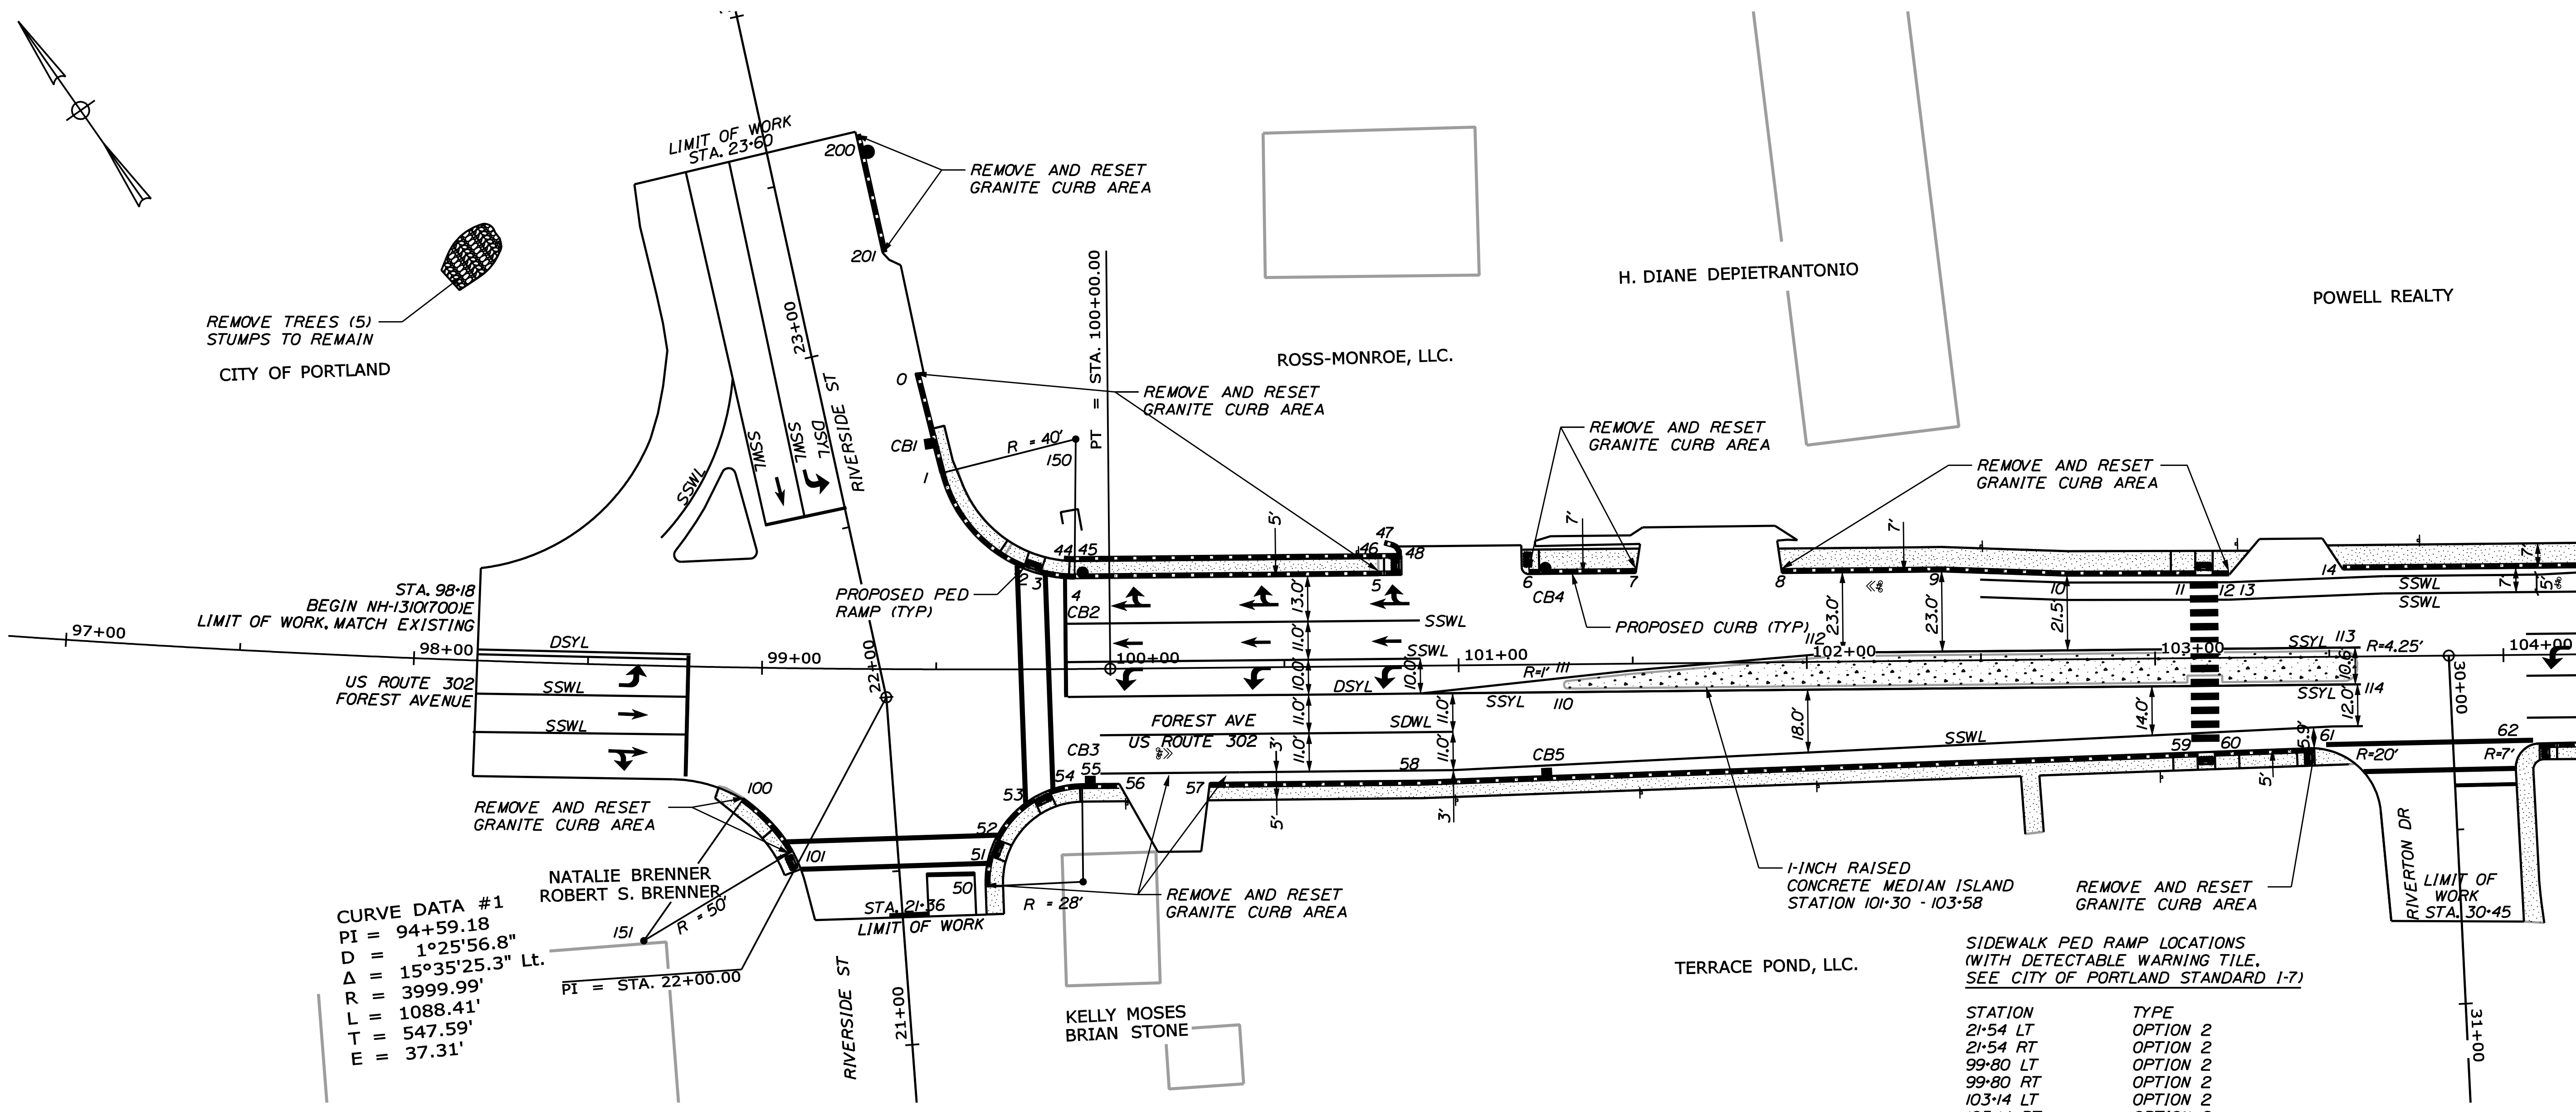 LIMIT OF WORK
STA. 23+60
200
REMOVE AND RESET
GRANITE CURB AREA
201
REMOVE TREES (5)
STUMPS TO REMAIN
CITY OF PORTLAND
23+00
RIVERSIDE ST
DSYL
SSWL
SSWL
SSWL
0
CB1
1
R = 40'
150
PT = STA. 100+00.00
REMOVE AND RESET
GRANITE CURB AREA
ROSS-MONROE, LLC.
H. DIANE DEPIETRANTONIO
POWELL REALTY
REMOVE AND RESET
GRANITE CURB AREA
REMOVE AND RESET
GRANITE CURB AREA
44 45
46
47
48
2
3
4
5
6
7
8
9
10
11
12 13
14
5'
7'
7'
7'
7'
5'
PROPOSED PED
RAMP (TYP)
CB2
CB4
PROPOSED CURB (TYP)
13.0'
11.0'
10.0'
11.0'
11.0'
10.0'
11.0'
11.0'
23.0'
23.0'
21.5'
SSWL
SSWL
SSWL
SSWL
STA. 98+18
BEGIN NH-1310(700)E
LIMIT OF WORK, MATCH EXISTING
97+00
98+00
99+00
100+00
101+00
102+00
103+00
104+00
22+00
30+00
DSYL
SSWL
SSWL
US ROUTE 302
FOREST AVENUE
R=1'
111
112
110
113
114
SSYL
SSYL
SSYL
R=4.25'
10.6'
12.0'
DSYL
SDWL
FOREST AVE
US ROUTE 302
18.0'
14.0'
SSWL
5.9'
CB3
CB5
53
54
55
56
57
58
59
60
61
62
R=20'
R=7'
3'
5'
3'
5'
100
101
52
51
50
REMOVE AND RESET
GRANITE CURB AREA
NATALIE BRENNER
ROBERT S. BRENNER
151
R = 50'
STA. 21+36
LIMIT OF WORK
R = 28'
REMOVE AND RESET
GRANITE CURB AREA
1-INCH RAISED
CONCRETE MEDIAN ISLAND
STATION 101+30 - 103+58
REMOVE AND RESET
GRANITE CURB AREA
RIVERTON DR
LIMIT OF
WORK
STA. 30+45
CURVE DATA #1
PI = 94+59.18
D = 1°25'56.8"
Δ = 15°35'25.3" Lt.
R = 3999.99'
L = 1088.41'
T = 547.59'
E = 37.31'
PI = STA. 22+00.00
RIVERSIDE ST
21+00
KELLY MOSES
BRIAN STONE
TERRACE POND, LLC.
31+00
SIDEWALK PED RAMP LOCATIONS
(WITH DETECTABLE WARNING TILE.
SEE CITY OF PORTLAND STANDARD I-7)
STATION TYPE
21+54 LT OPTION 2
21+54 RT OPTION 2
99+80 LT OPTION 2
99+80 RT OPTION 2
103+14 LT OPTION 2